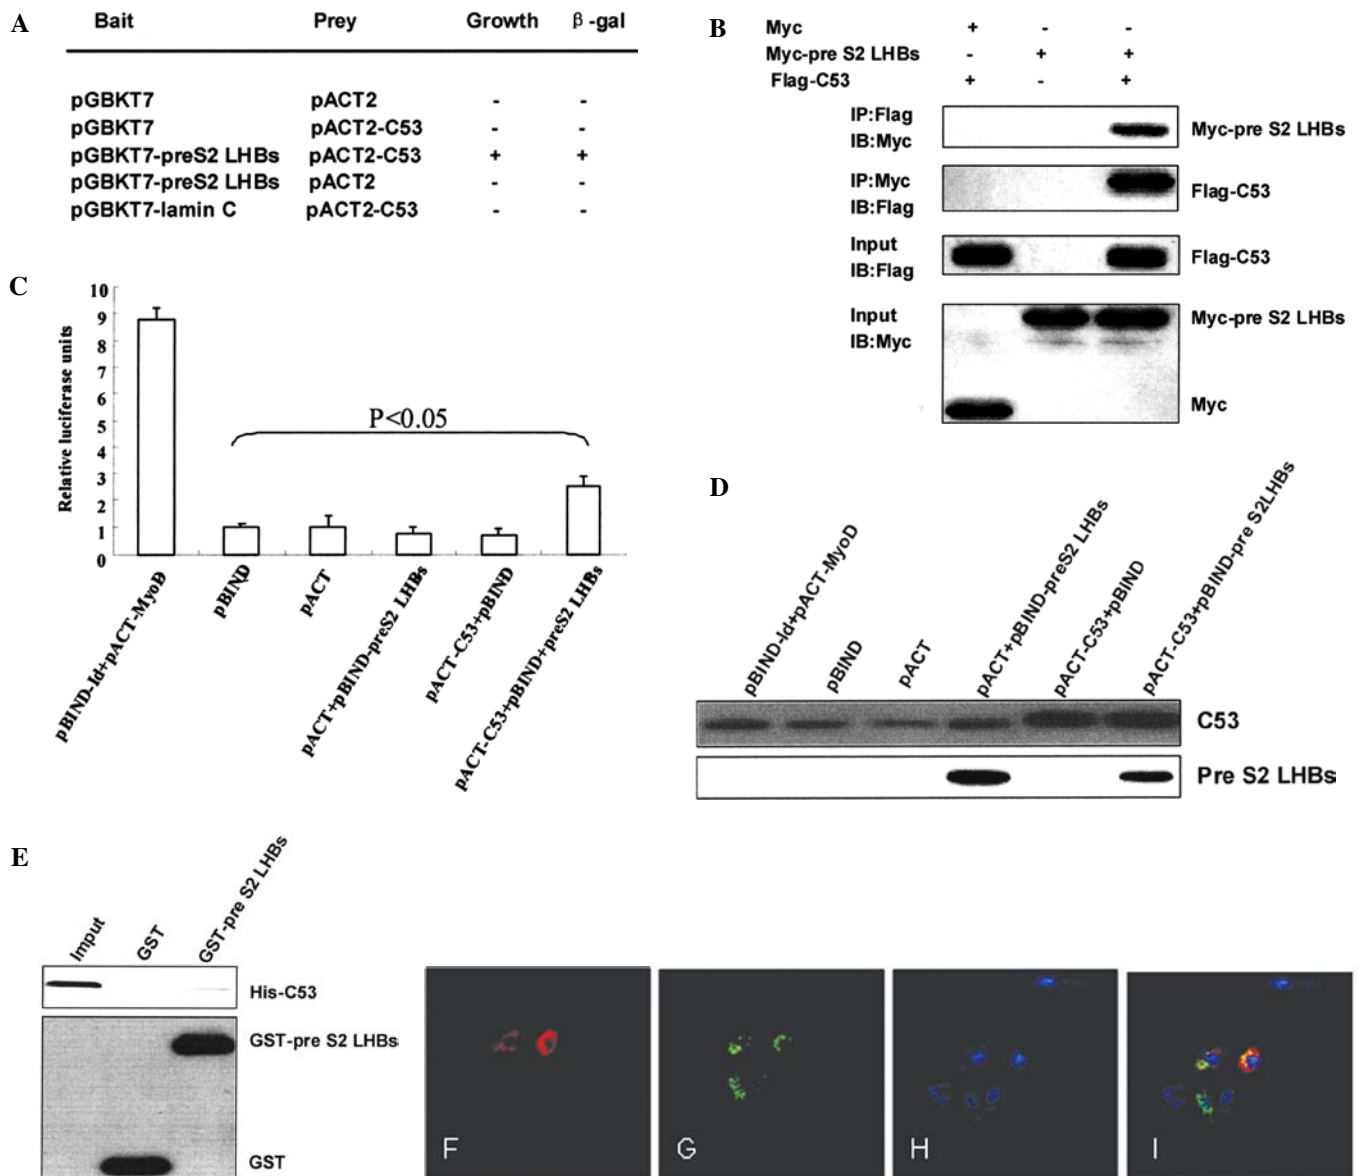 A
Bait Prey Growth β-gal
pGBKT7 pACT2 - -
pGBKT7 pACT2-C53 - -
pGBKT7-preS2 LHBs pACT2-C53 + +
pGBKT7-preS2 LHBs pACT2 - -
pGBKT7-lamin C pACT2-C53 - -
B
Myc + - -
Myc-pre S2 LHBs - + +
Flag-C53 + - +
IP:Flag
IB:Myc
Myc-pre S2 LHBs
IP:Myc
IB:Flag
Flag-C53
Input
IB:Flag
Flag-C53
Input
IB:Myc
Myc-pre S2 LHBs
Myc
C
Relative luciferase units
10
9
8
7
6
5
4
3
2
1
0
P<0.05
pBIND-Id+pACT-MyoD
pBIND
pACT
pACT+pBIND-preS2 LHBs
pACT-C53+pBIND
pACT-C53+pBIND+preS2 LHBs
D
pBIND-Id+pACT-MyoD
pBIND
pACT
pACT+pBIND-preS2 LHBs
pACT-C53+pBIND
pACT-C53+pBIND-pre S2LHBs
C53
Pre S2 LHBs
E
Imput
GST
GST-pre S2 LHBs
His-C53
GST-pre S2 LHBs
GST
F
G
H
I